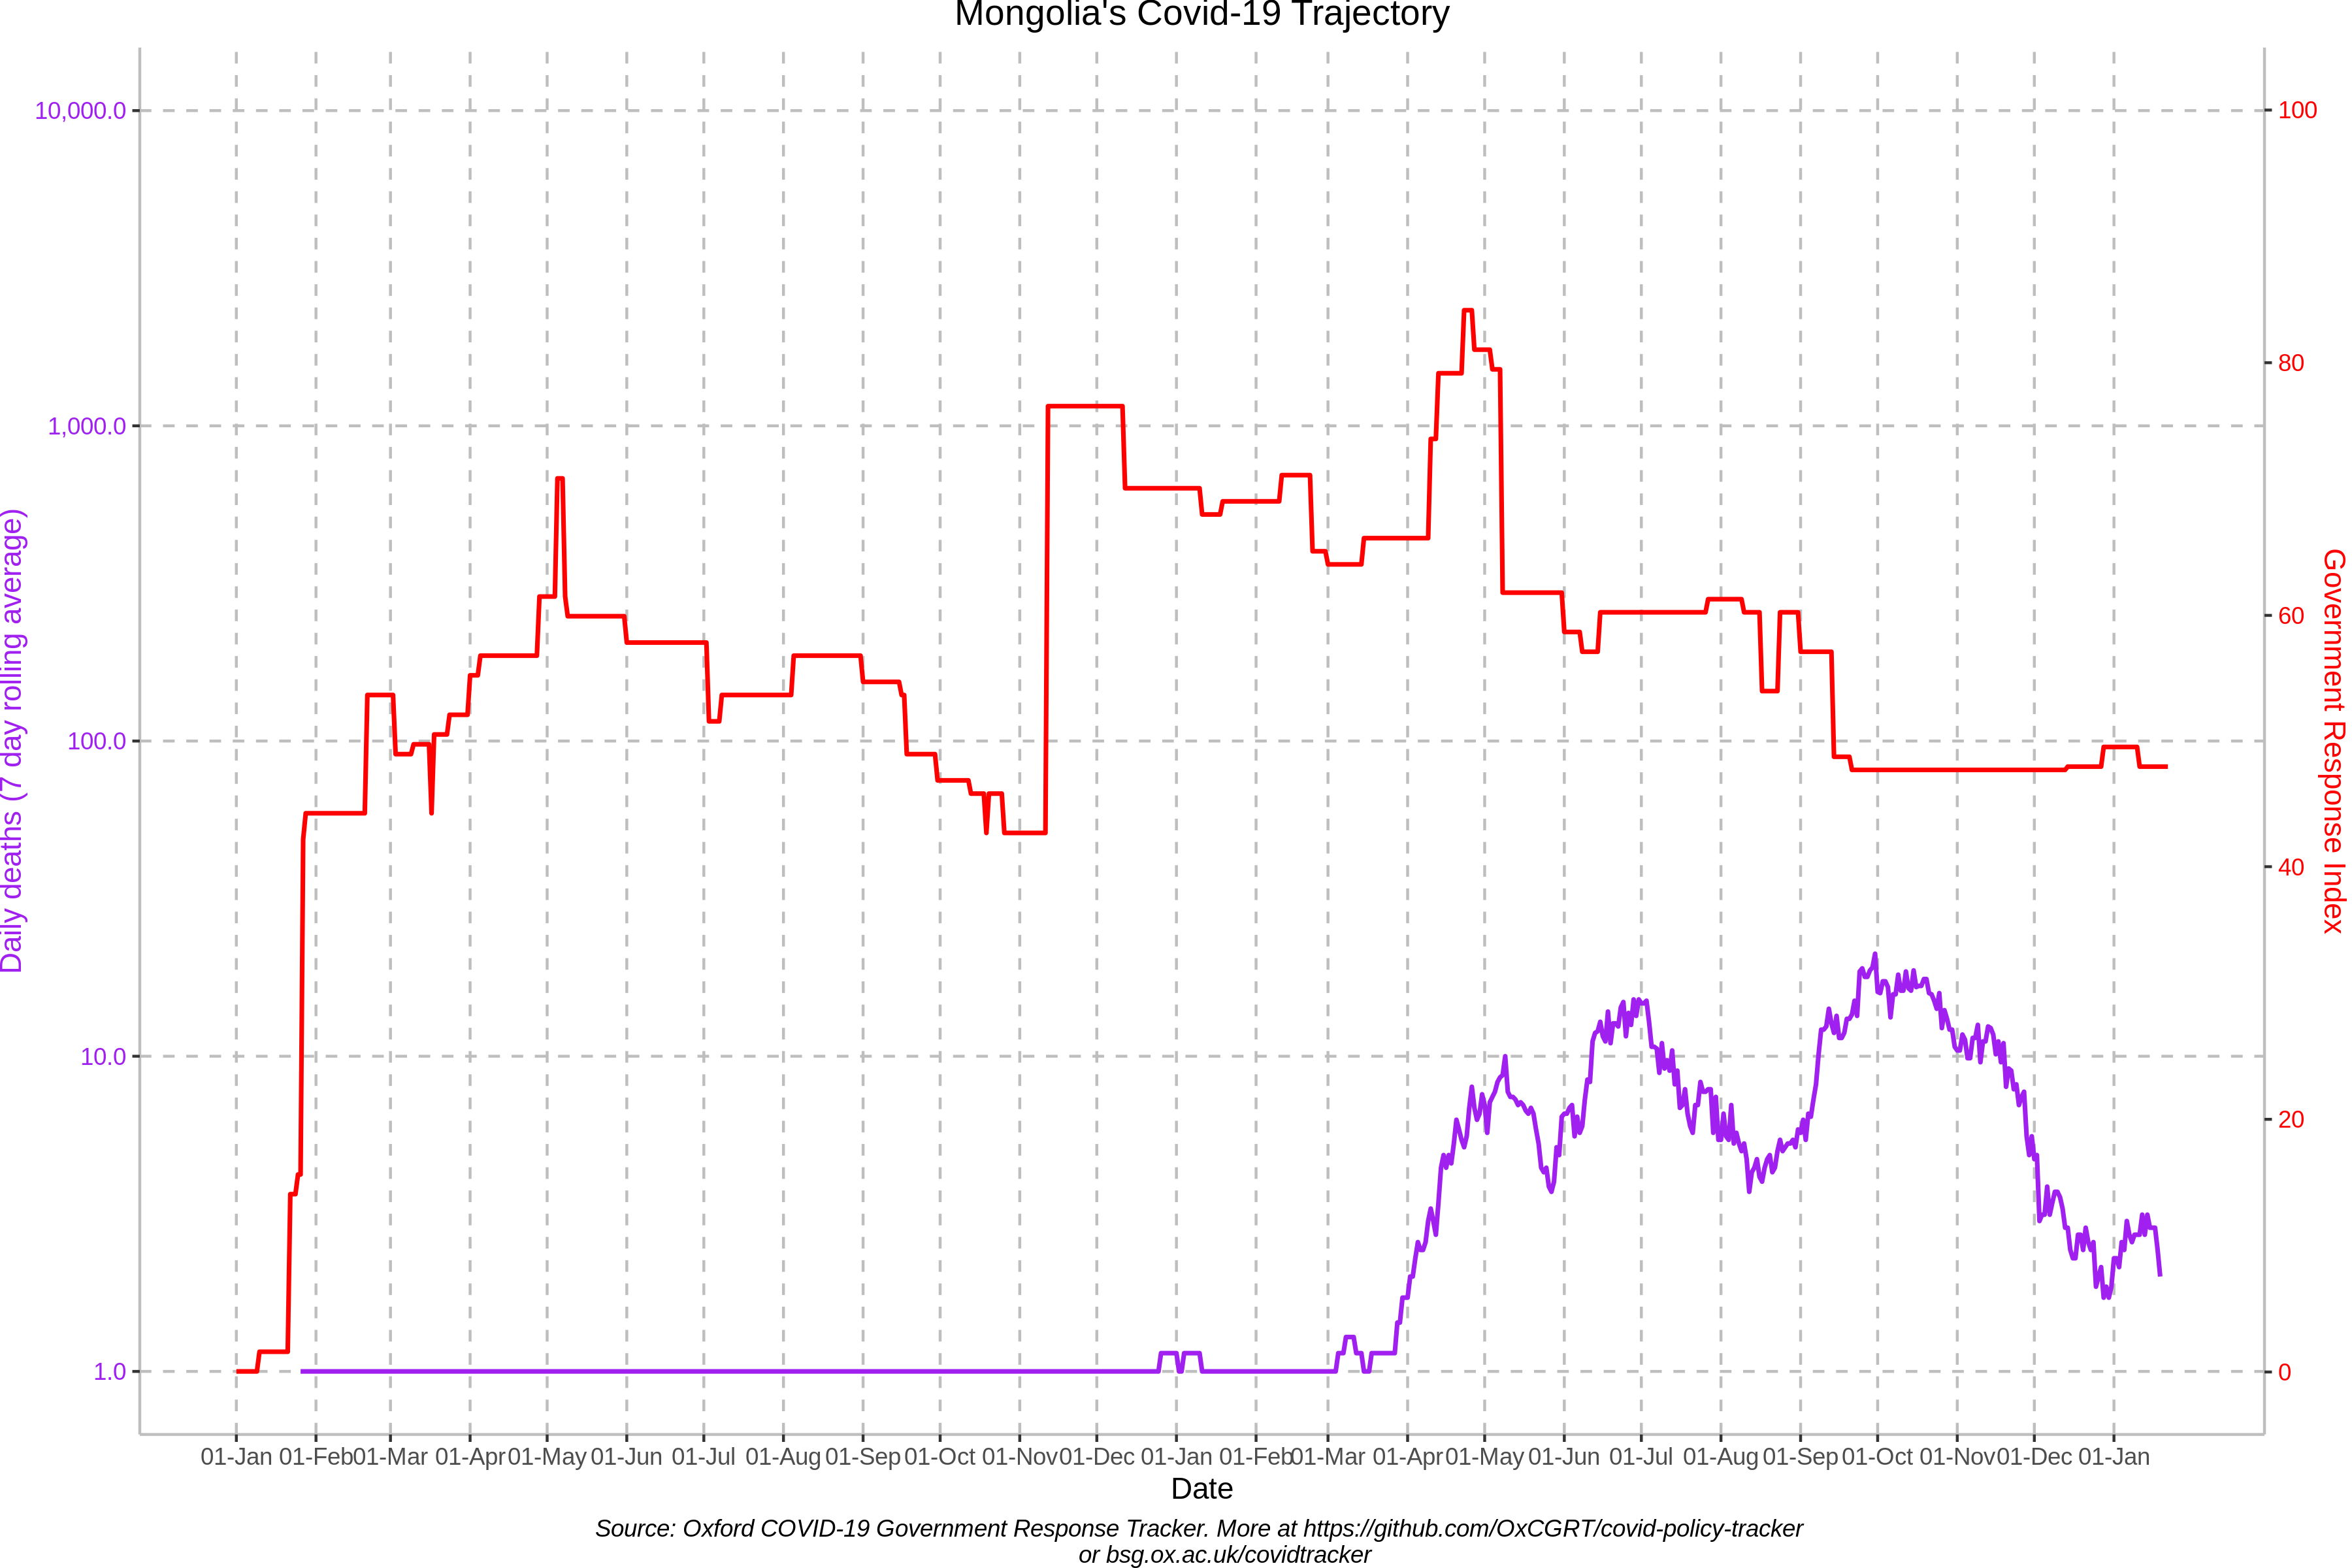 Mongolia's Covid-19 Trajectory
10,000.0
1,000.0
100.0
10.0
1.0
Daily deaths (7 day rolling average)
100
80
60
40
20
0
Government Response Index
01-Jan 01-Feb 01-Mar 01-Apr 01-May 01-Jun 01-Jul 01-Aug 01-Sep 01-Oct 01-Nov 01-Dec 01-Jan 01-Feb 01-Mar 01-Apr 01-May 01-Jun 01-Jul 01-Aug 01-Sep 01-Oct 01-Nov 01-Dec 01-Jan
Date
Source: Oxford COVID-19 Government Response Tracker. More at https://github.com/OxCGRT/covid-policy-tracker
or bsg.ox.ac.uk/covidtracker